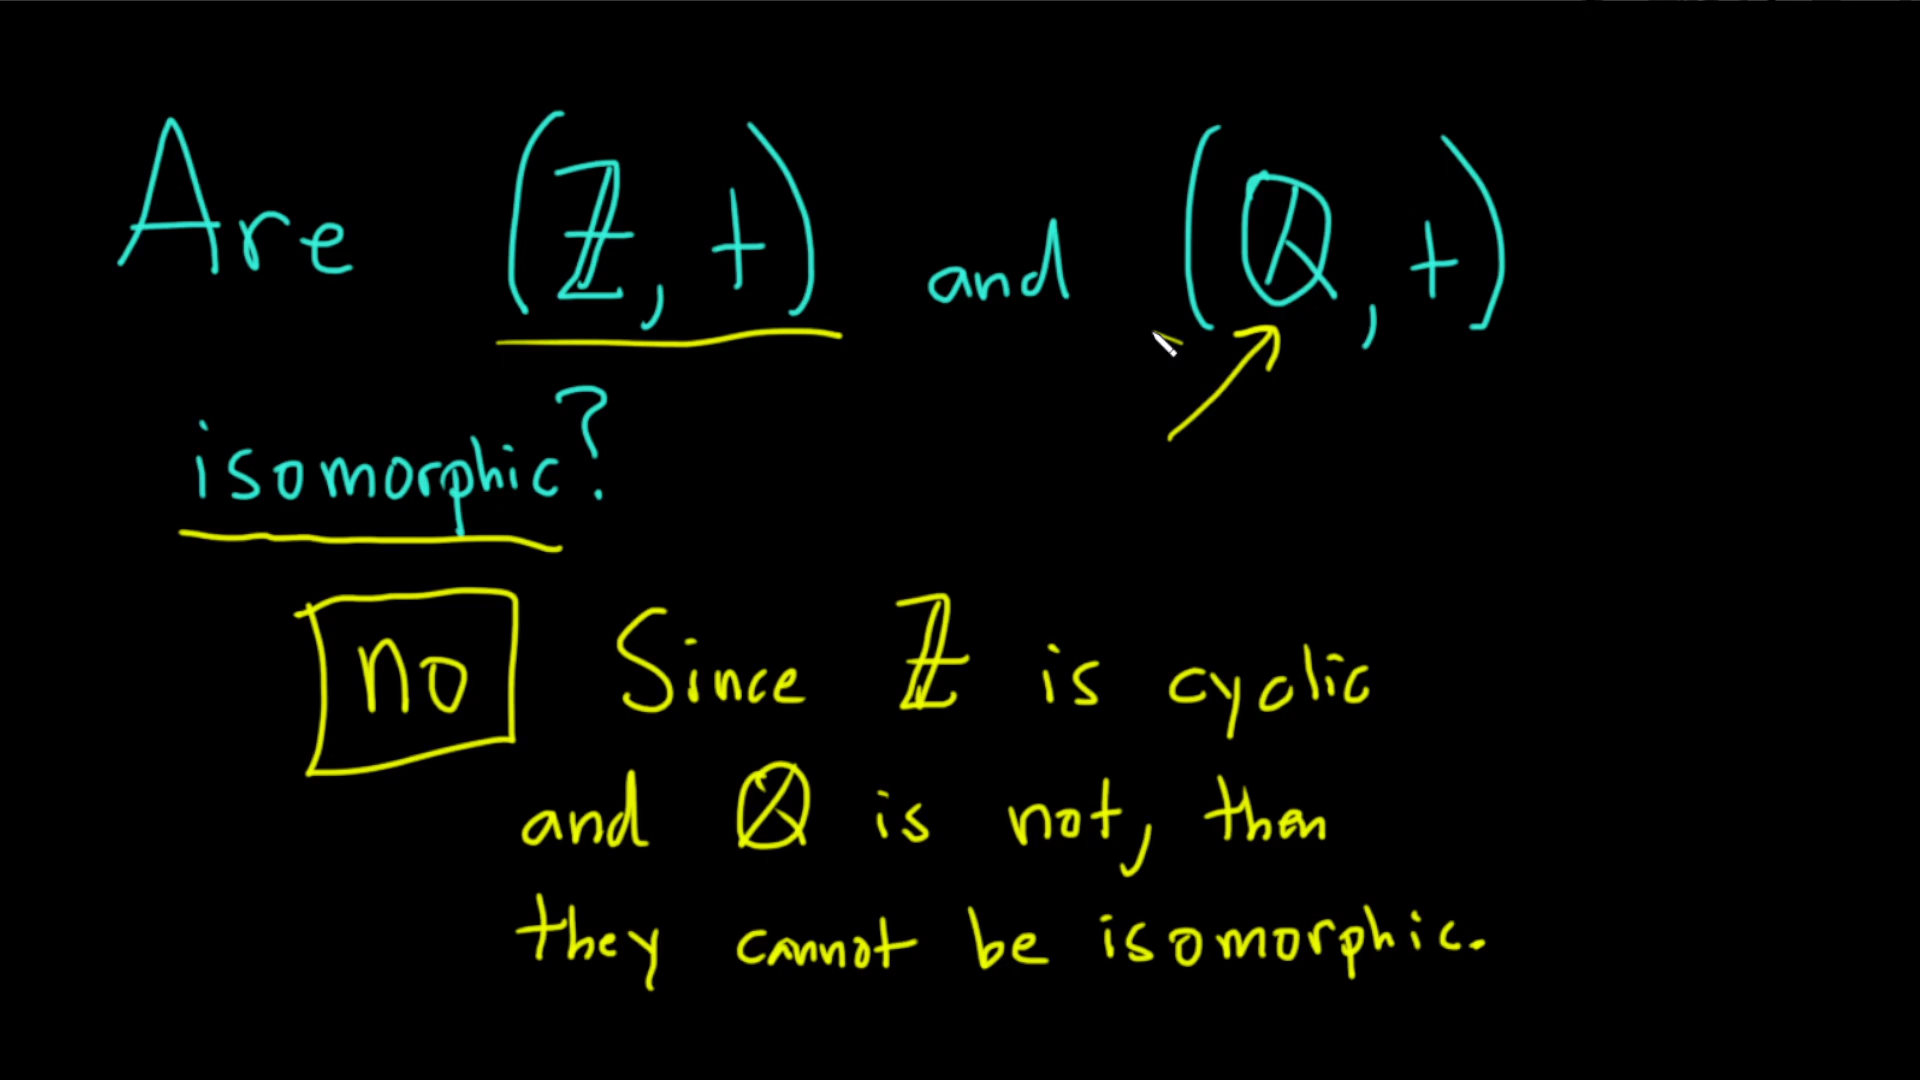 Are (ℤ, +) and (ℚ, +)
isomorphic?
no Since ℤ is cyclic
and ℚ is not, then
they cannot be isomorphic.